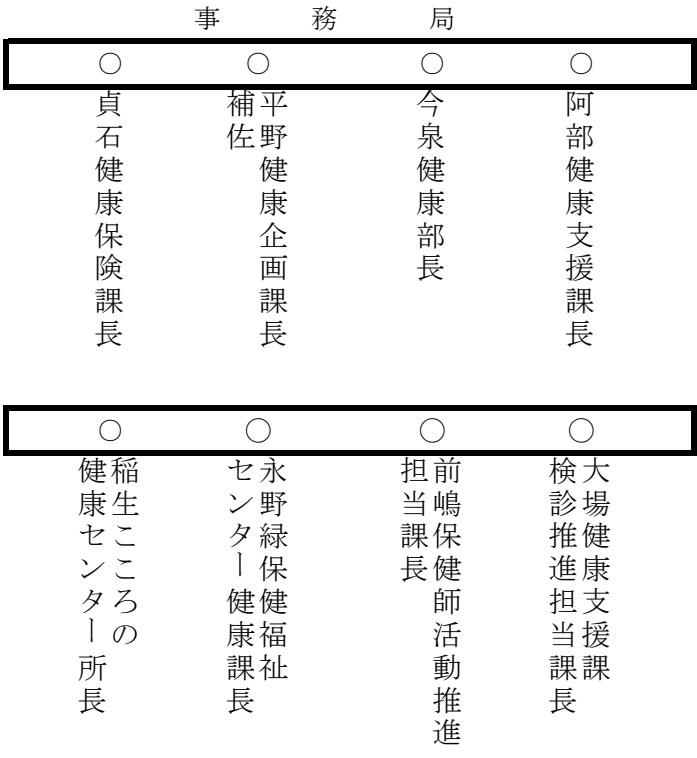 事務局
○ ○ ○ ○
阿部健康支援課長
今泉健康部長
平野健康企画課長
補佐
貞石健康保険課長
○ ○ ○ ○
大場健康支援課
検診推進担当課長
前嶋保健師活動推進
担当課長
永野緑保健福祉
センター健康課長
稲生こころの
健康センター所長